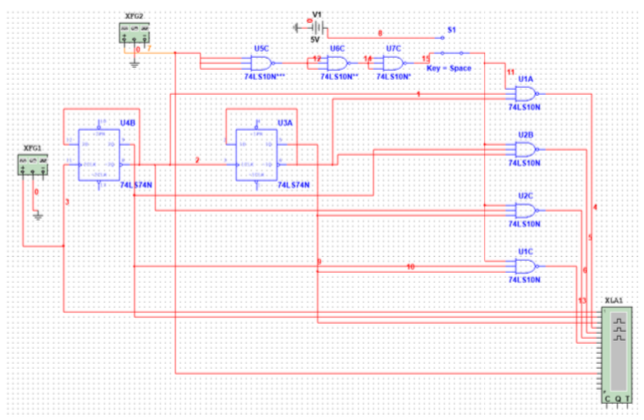 XFG2
V1
8
S1
0
7
5V
U5C
U6C
U7C
12
14
15
74LS10N***
74LS10N**
74LS10N*
Key = Space
11
U1A
1
74LS10N
U4B
U3A
U2B
XFG1
2
74LS10N
74LS74N
74LS74N
0
3
U2C
4
74LS10N
5
U1C
9
10
6
74LS10N
13
XLA1
C Q T